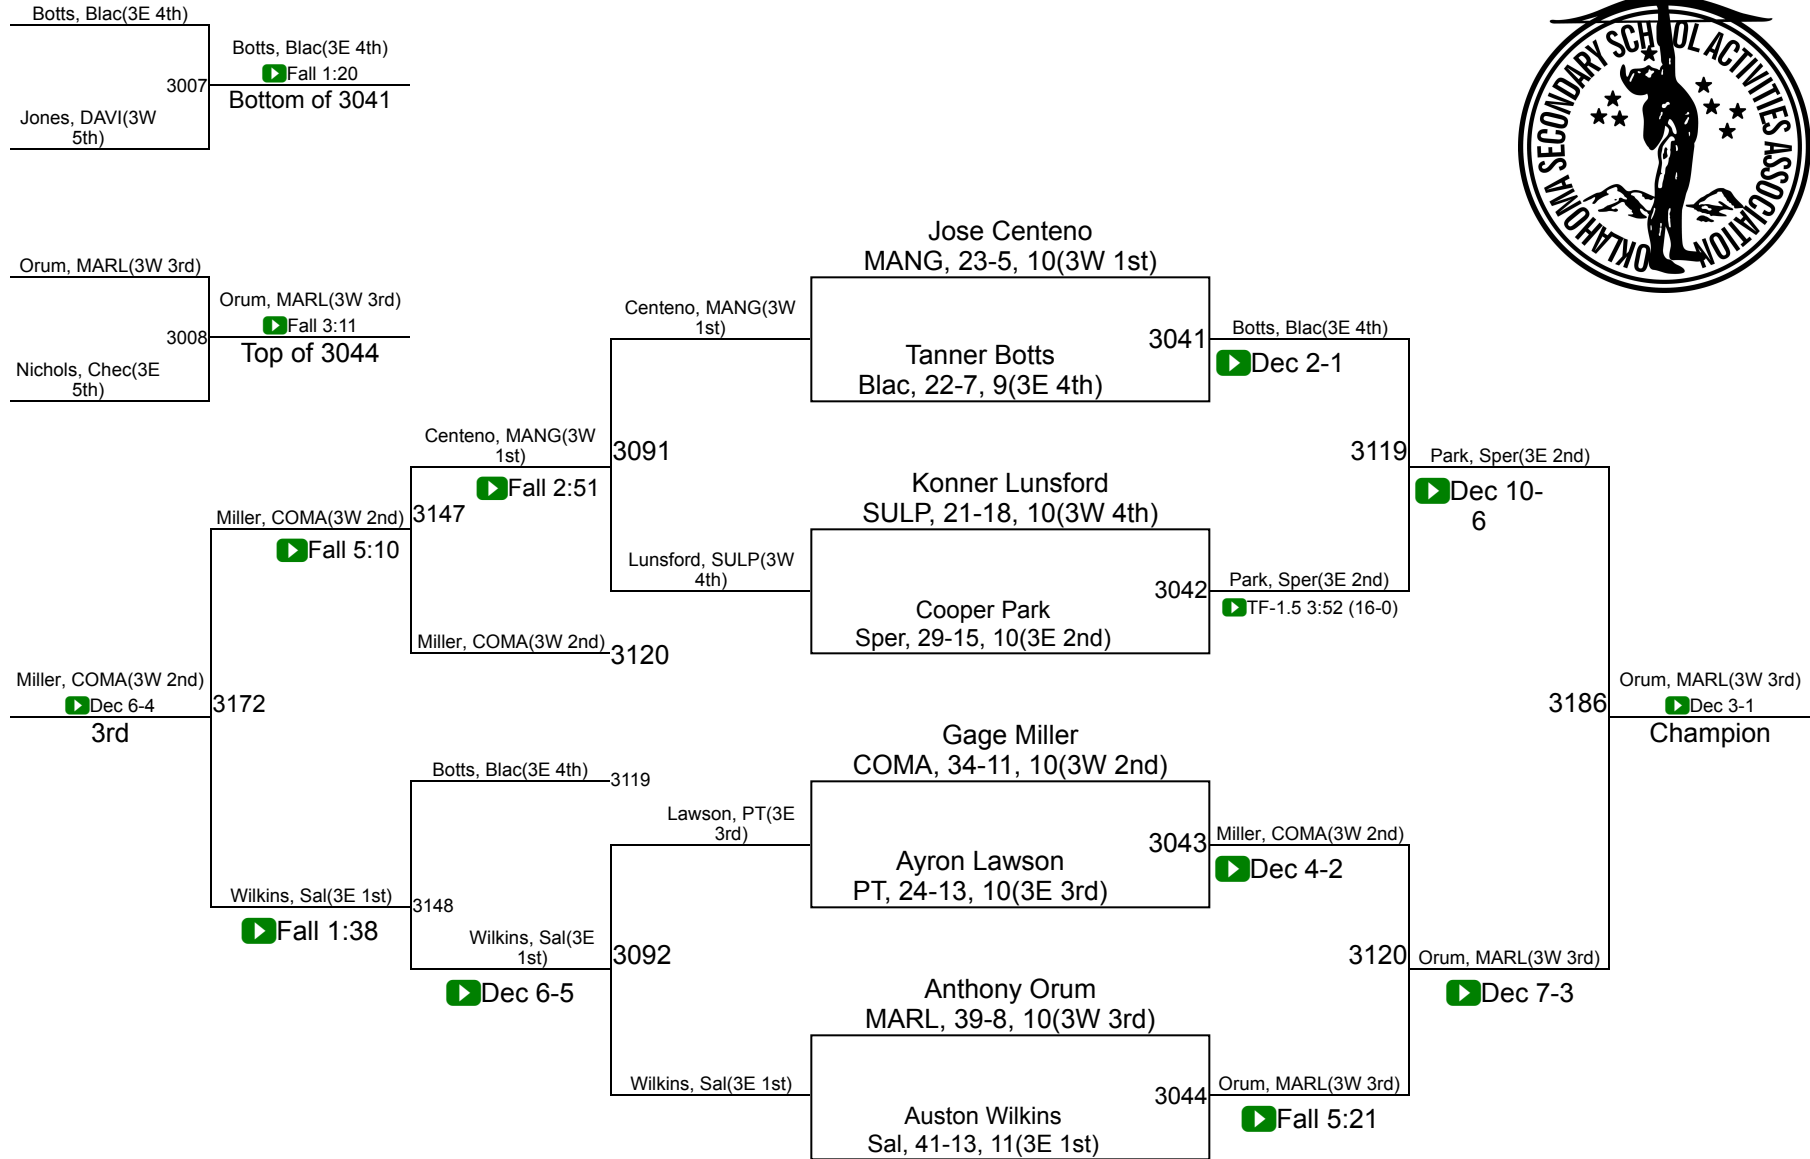 Botts, Blac(3E 4th)
3007
Jones, DAVI(3W
5th)
Botts, Blac(3E 4th)
Fall 1:20
Bottom of 3041
OKLAHOMA SECONDARY SCHOOL ACTIVITIES ASSOCIATION
Orum, MARL(3W 3rd)
3008
Nichols, Chec(3E
5th)
Orum, MARL(3W 3rd)
Fall 3:11
Top of 3044
Jose Centeno
MANG, 23-5, 10(3W 1st)
Centeno, MANG(3W
1st)
Tanner Botts
Blac, 22-7, 9(3E 4th)
3041
Botts, Blac(3E 4th)
Dec 2-1
Centeno, MANG(3W
1st)
Fall 2:51
3091
3119
Park, Sper(3E 2nd)
Dec 10-
6
Konner Lunsford
SULP, 21-18, 10(3W 4th)
Miller, COMA(3W 2nd)
Fall 5:10
3147
Lunsford, SULP(3W
4th)
Cooper Park
Sper, 29-15, 10(3E 2nd)
3042
Park, Sper(3E 2nd)
TF-1.5 3:52 (16-0)
Miller, COMA(3W 2nd)
3120
Miller, COMA(3W 2nd)
Dec 6-4
3rd
3172
3186
Orum, MARL(3W 3rd)
Dec 3-1
Champion
Gage Miller
COMA, 34-11, 10(3W 2nd)
Botts, Blac(3E 4th)
3119
Lawson, PT(3E
3rd)
Ayron Lawson
PT, 24-13, 10(3E 3rd)
3043
Miller, COMA(3W 2nd)
Dec 4-2
Wilkins, Sal(3E 1st)
Fall 1:38
3148
Wilkins, Sal(3E
1st)
Dec 6-5
3092
3120
Orum, MARL(3W 3rd)
Dec 7-3
Anthony Orum
MARL, 39-8, 10(3W 3rd)
Wilkins, Sal(3E 1st)
Auston Wilkins
Sal, 41-13, 11(3E 1st)
3044
Orum, MARL(3W 3rd)
Fall 5:21